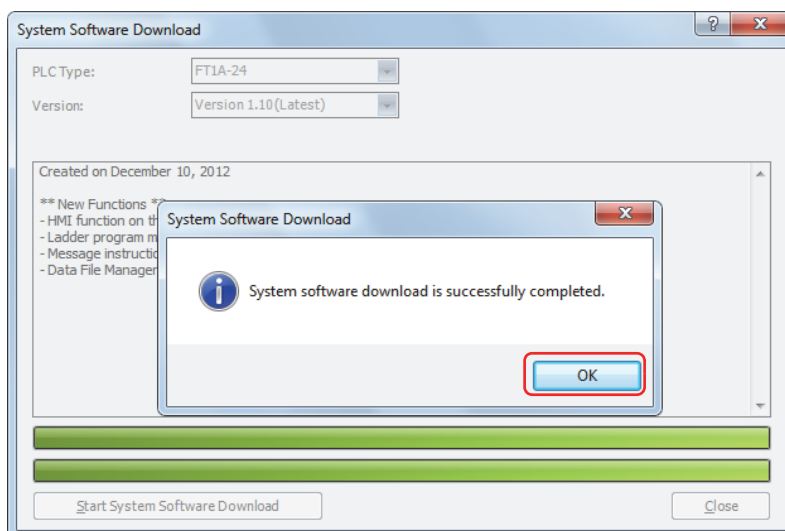 System Software Download
?
PLC Type: FT1A-24
Version: Version 1.10(Latest)
Created on December 10, 2012
** New Functions **
- HMI function on th
- Ladder program m
- Message instructio
- Data File Manager
System Software Download
System software download is successfully completed.
OK
Start System Software Download
Close